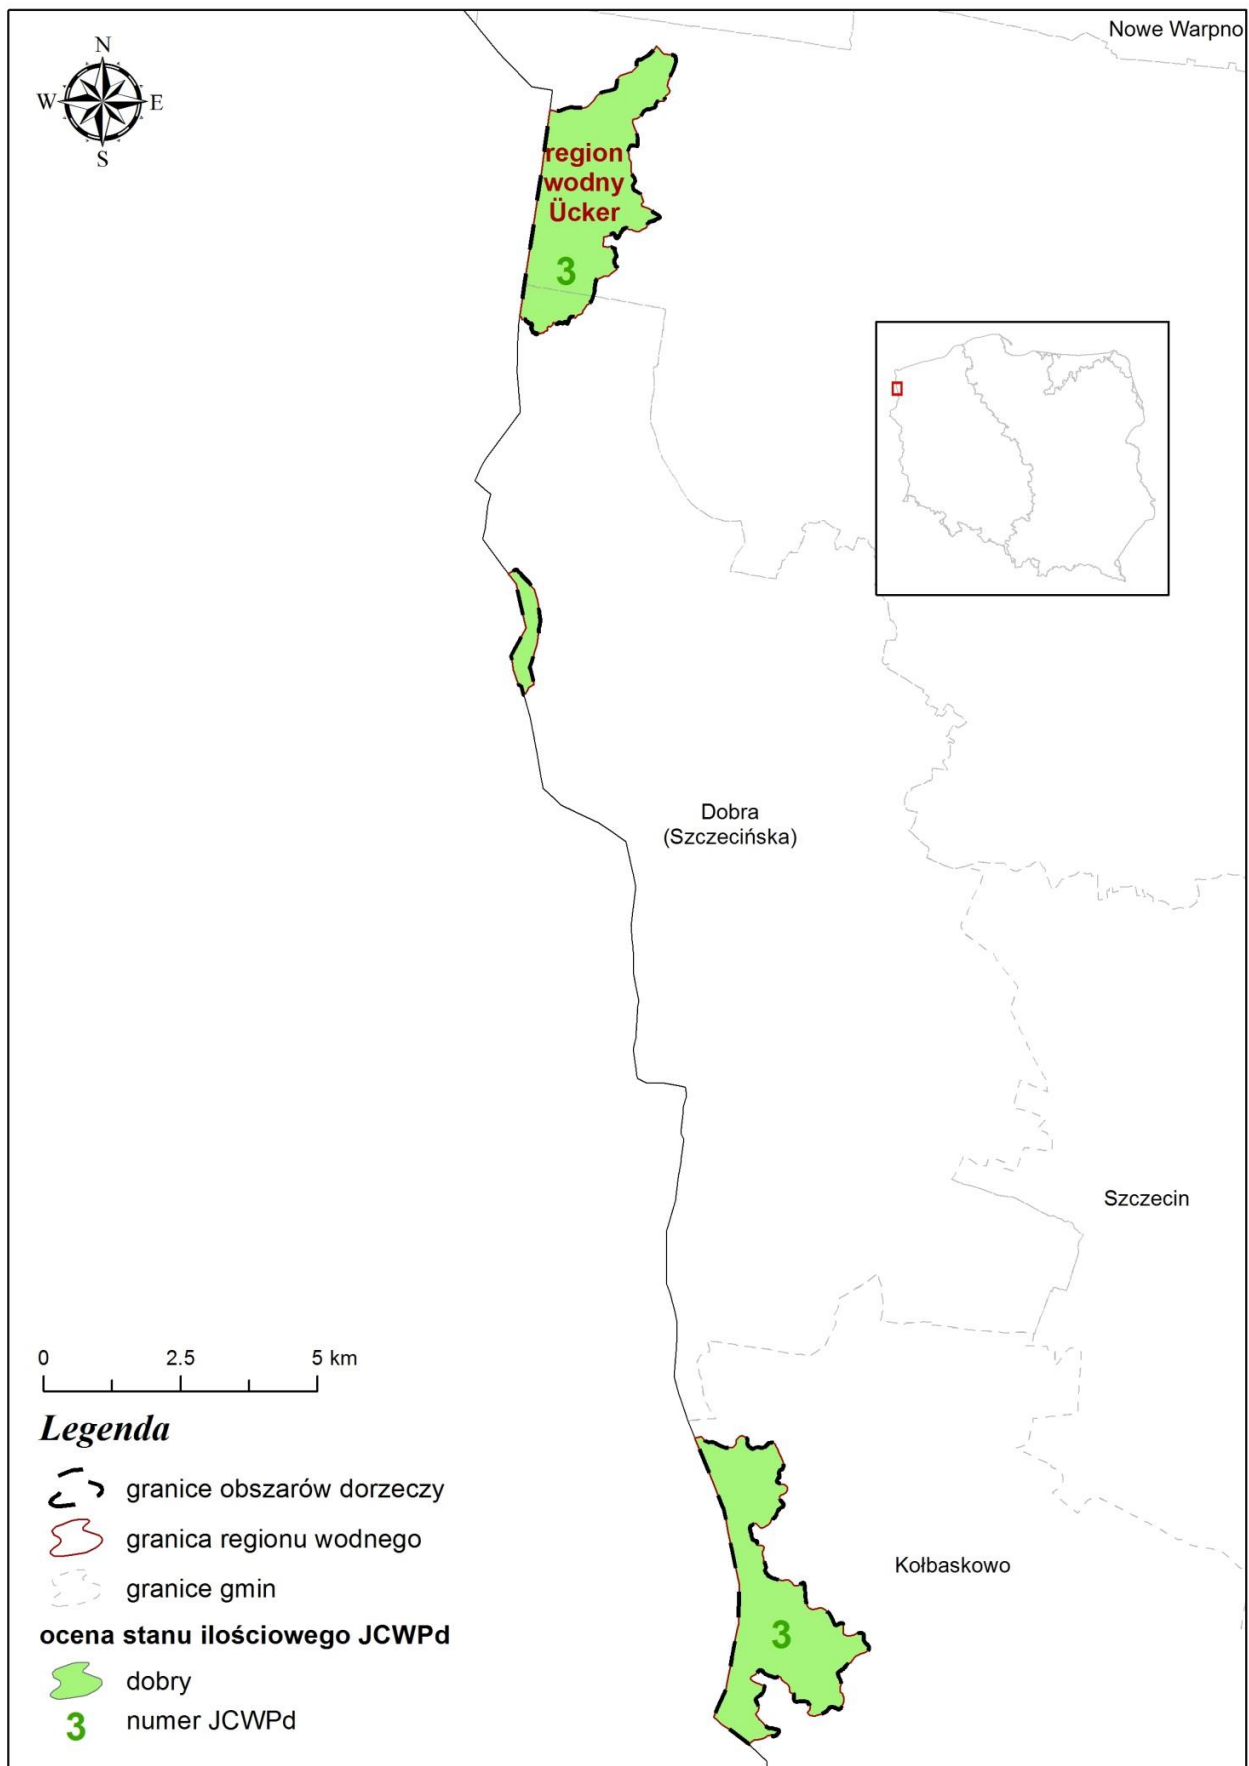 Nowe Warpno
N
W
E
S
region
wodny
Ücker
3
Dobra
(Szczecińska)
Szczecin
0 2.5 5 km
Legenda
granice obszarów dorzeczy
granica regionu wodnego
granice gmin
ocena stanu ilościowego JCWPd
dobry
3 numer JCWPd
Kołbaskowo
3